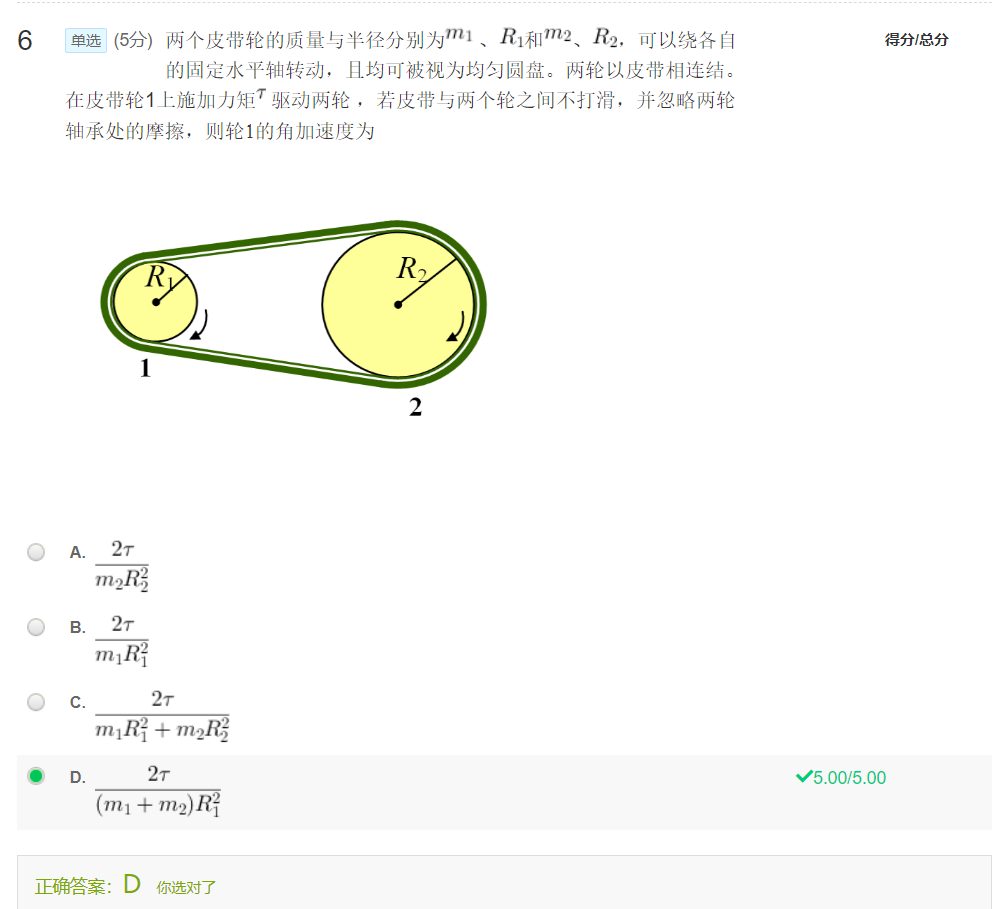 6 单选 (5分) 两个皮带轮的质量与半径分别为m₁、R₁和m₂、R₂，可以绕各自 得分/总分
的固定水平轴转动，且均可被视为均匀圆盘。两轮以皮带相连结。
在皮带轮1上施加力矩τ 驱动两轮 ，若皮带与两个轮之间不打滑，并忽略两轮
轴承处的摩擦，则轮1的角加速度为
R₁ R₂
1
2
A. 2τ
m₂R₂²
B. 2τ
m₁R₁²
C. 2τ
m₁R₁² + m₂R₂²
D. 2τ ✔5.00/5.00
(m₁ + m₂)R₁²
正确答案：D 你选对了